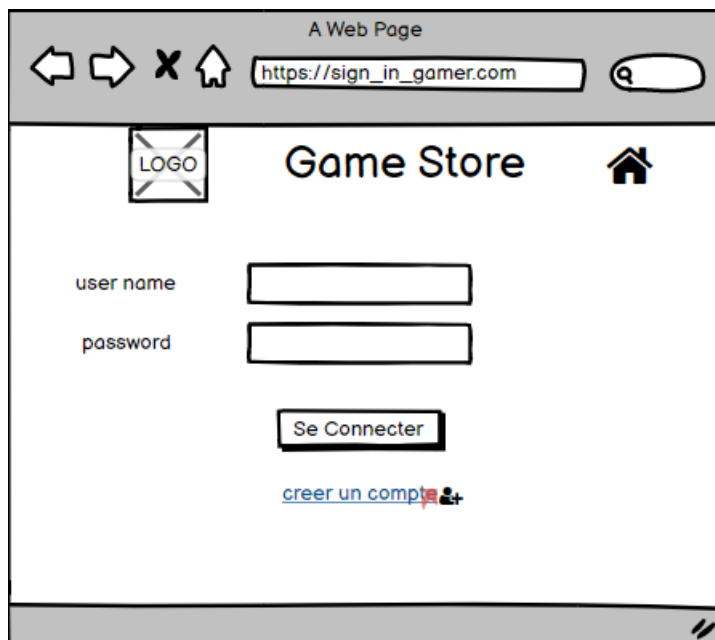 A Web Page
https://sign_in_gamer.com
LOGO
Game Store
user name
password
Se Connecter
creer un compte